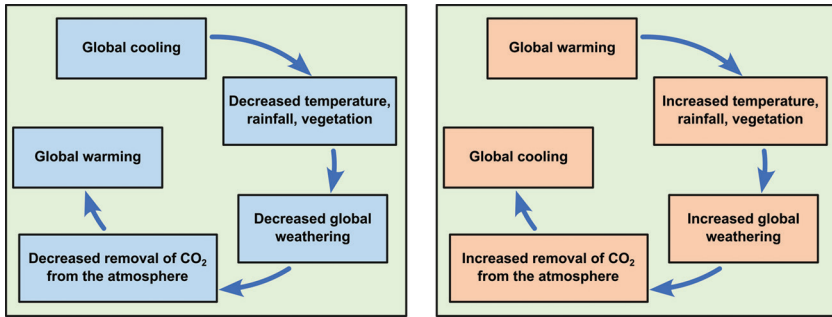 Global cooling
Decreased temperature,
rainfall, vegetation
Decreased global
weathering
Decreased removal of CO₂
from the atmosphere
Global warming
Global warming
Increased temperature,
rainfall, vegetation
Increased global
weathering
Increased removal of CO₂
from the atmosphere
Global cooling